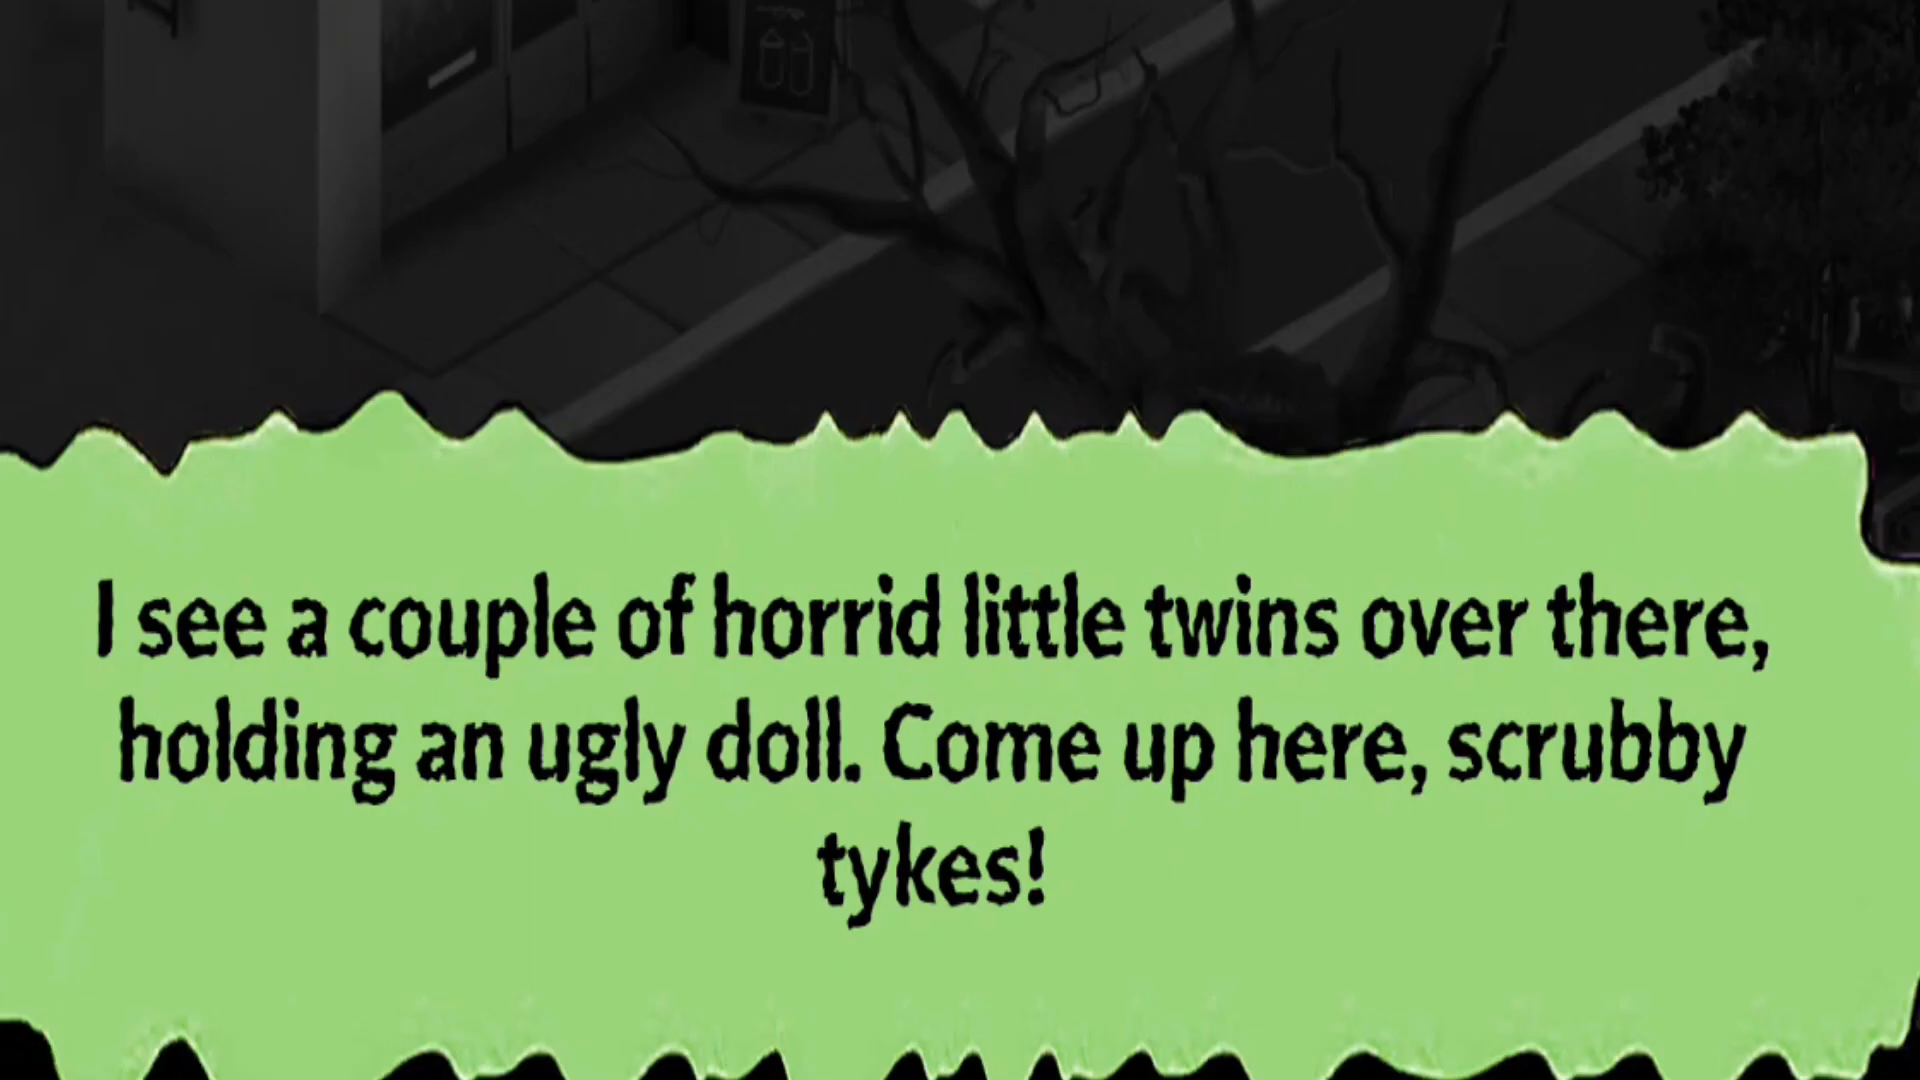 I see a couple of horrid little twins over there,
holding an ugly doll. Come up here, scrubby
tykes!